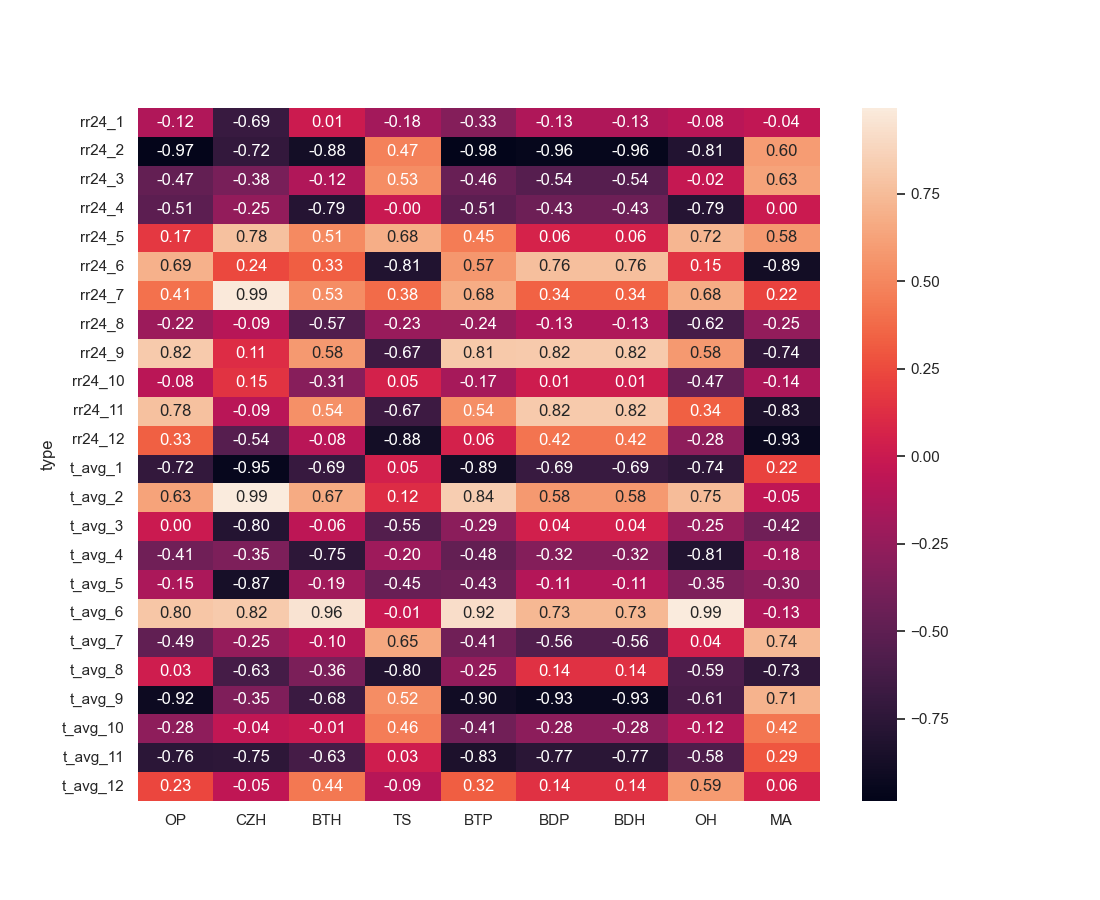 rr24_1 -0.12 -0.69 0.01 -0.18 -0.33 -0.13 -0.13 -0.08 -0.04
rr24_2 -0.97 -0.72 -0.88 0.47 -0.98 -0.96 -0.96 -0.81 0.60
rr24_3 -0.47 -0.38 -0.12 0.53 -0.46 -0.54 -0.54 -0.02 0.63
0.75
rr24_4 -0.51 -0.25 -0.79 -0.00 -0.51 -0.43 -0.43 -0.79 0.00
rr24_5 0.17 0.78 0.51 0.68 0.45 0.06 0.06 0.72 0.58
rr24_6 0.69 0.24 0.33 -0.81 0.57 0.76 0.76 0.15 -0.89
0.50
rr24_7 0.41 0.99 0.53 0.38 0.68 0.34 0.34 0.68 0.22
rr24_8 -0.22 -0.09 -0.57 -0.23 -0.24 -0.13 -0.13 -0.62 -0.25
rr24_9 0.82 0.11 0.58 -0.67 0.81 0.82 0.82 0.58 -0.74
0.25
rr24_10 -0.08 0.15 -0.31 0.05 -0.17 0.01 0.01 -0.47 -0.14
rr24_11 0.78 -0.09 0.54 -0.67 0.54 0.82 0.82 0.34 -0.83
rr24_12 0.33 -0.54 -0.08 -0.88 0.06 0.42 0.42 -0.28 -0.93
type
0.00
t_avg_1 -0.72 -0.95 -0.69 0.05 -0.89 -0.69 -0.69 -0.74 0.22
t_avg_2 0.63 0.99 0.67 0.12 0.84 0.58 0.58 0.75 -0.05
t_avg_3 0.00 -0.80 -0.06 -0.55 -0.29 0.04 0.04 -0.25 -0.42
-0.25
t_avg_4 -0.41 -0.35 -0.75 -0.20 -0.48 -0.32 -0.32 -0.81 -0.18
t_avg_5 -0.15 -0.87 -0.19 -0.45 -0.43 -0.11 -0.11 -0.35 -0.30
t_avg_6 0.80 0.82 0.96 -0.01 0.92 0.73 0.73 0.99 -0.13
-0.50
t_avg_7 -0.49 -0.25 -0.10 0.65 -0.41 -0.56 -0.56 0.04 0.74
t_avg_8 0.03 -0.63 -0.36 -0.80 -0.25 0.14 0.14 -0.59 -0.73
t_avg_9 -0.92 -0.35 -0.68 0.52 -0.90 -0.93 -0.93 -0.61 0.71
-0.75
t_avg_10 -0.28 -0.04 -0.01 0.46 -0.41 -0.28 -0.28 -0.12 0.42
t_avg_11 -0.76 -0.75 -0.63 0.03 -0.83 -0.77 -0.77 -0.58 0.29
t_avg_12 0.23 -0.05 0.44 -0.09 0.32 0.14 0.14 0.59 0.06
OP CZH BTH TS BTP BDP BDH OH MA